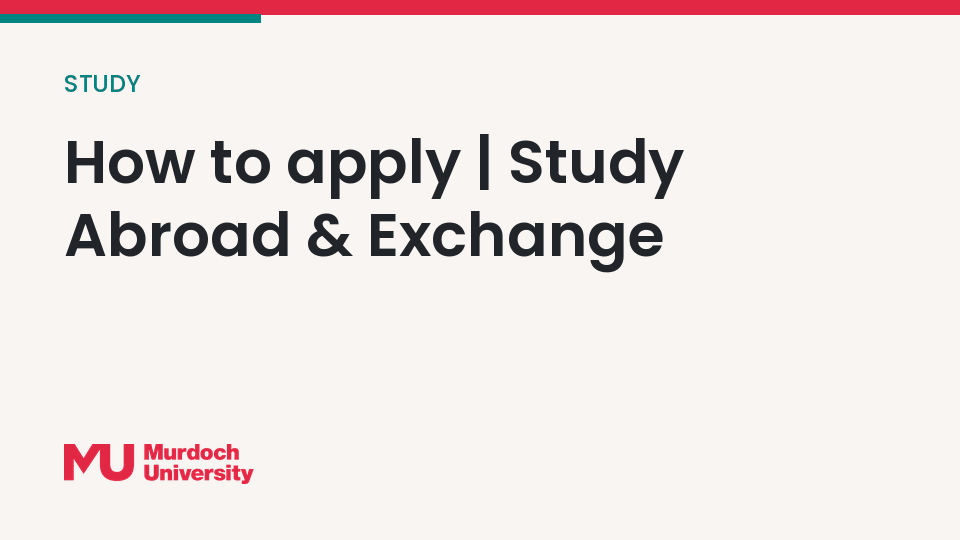 STUDY
How to apply | Study
Abroad & Exchange
MU Murdoch
University